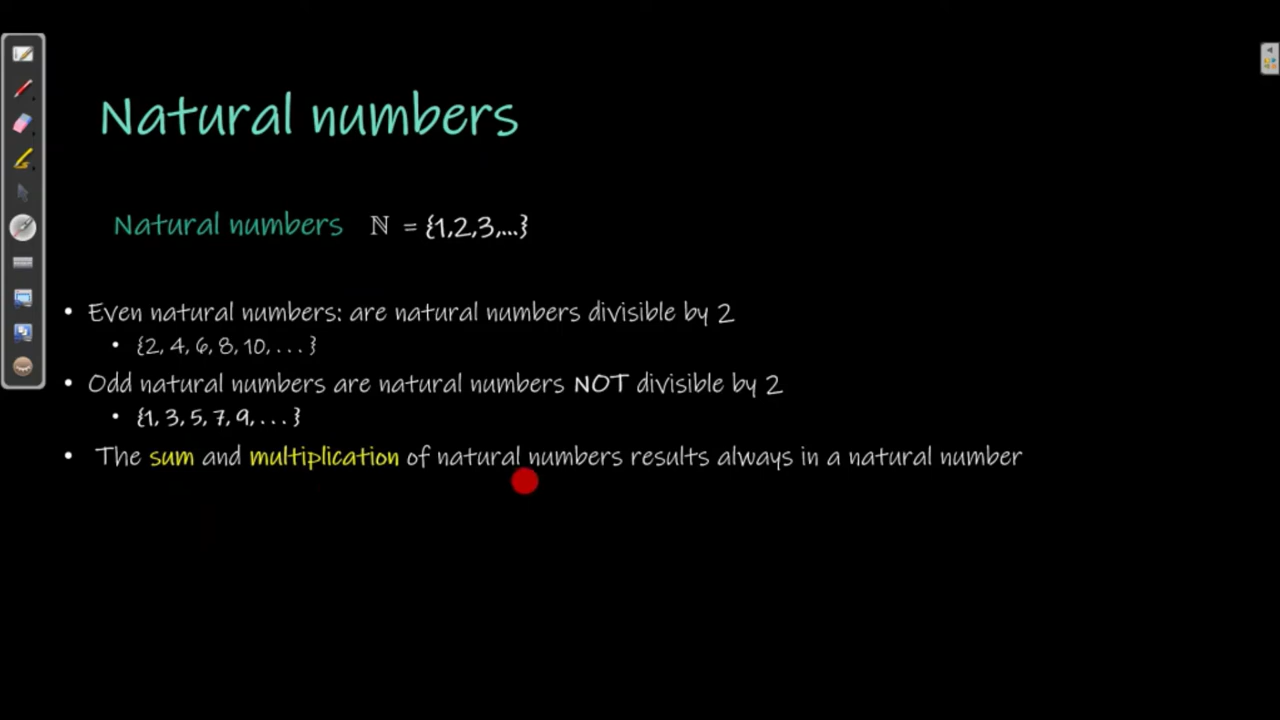 Natural numbers
Natural numbers ℕ = {1,2,3,...}
• Even natural numbers: are natural numbers divisible by 2
• {2, 4, 6, 8, 10, . . . }
• Odd natural numbers are natural numbers NOT divisible by 2
• {1, 3, 5, 7, 9, . . . }
• The sum and multiplication of natural numbers results always in a natural number